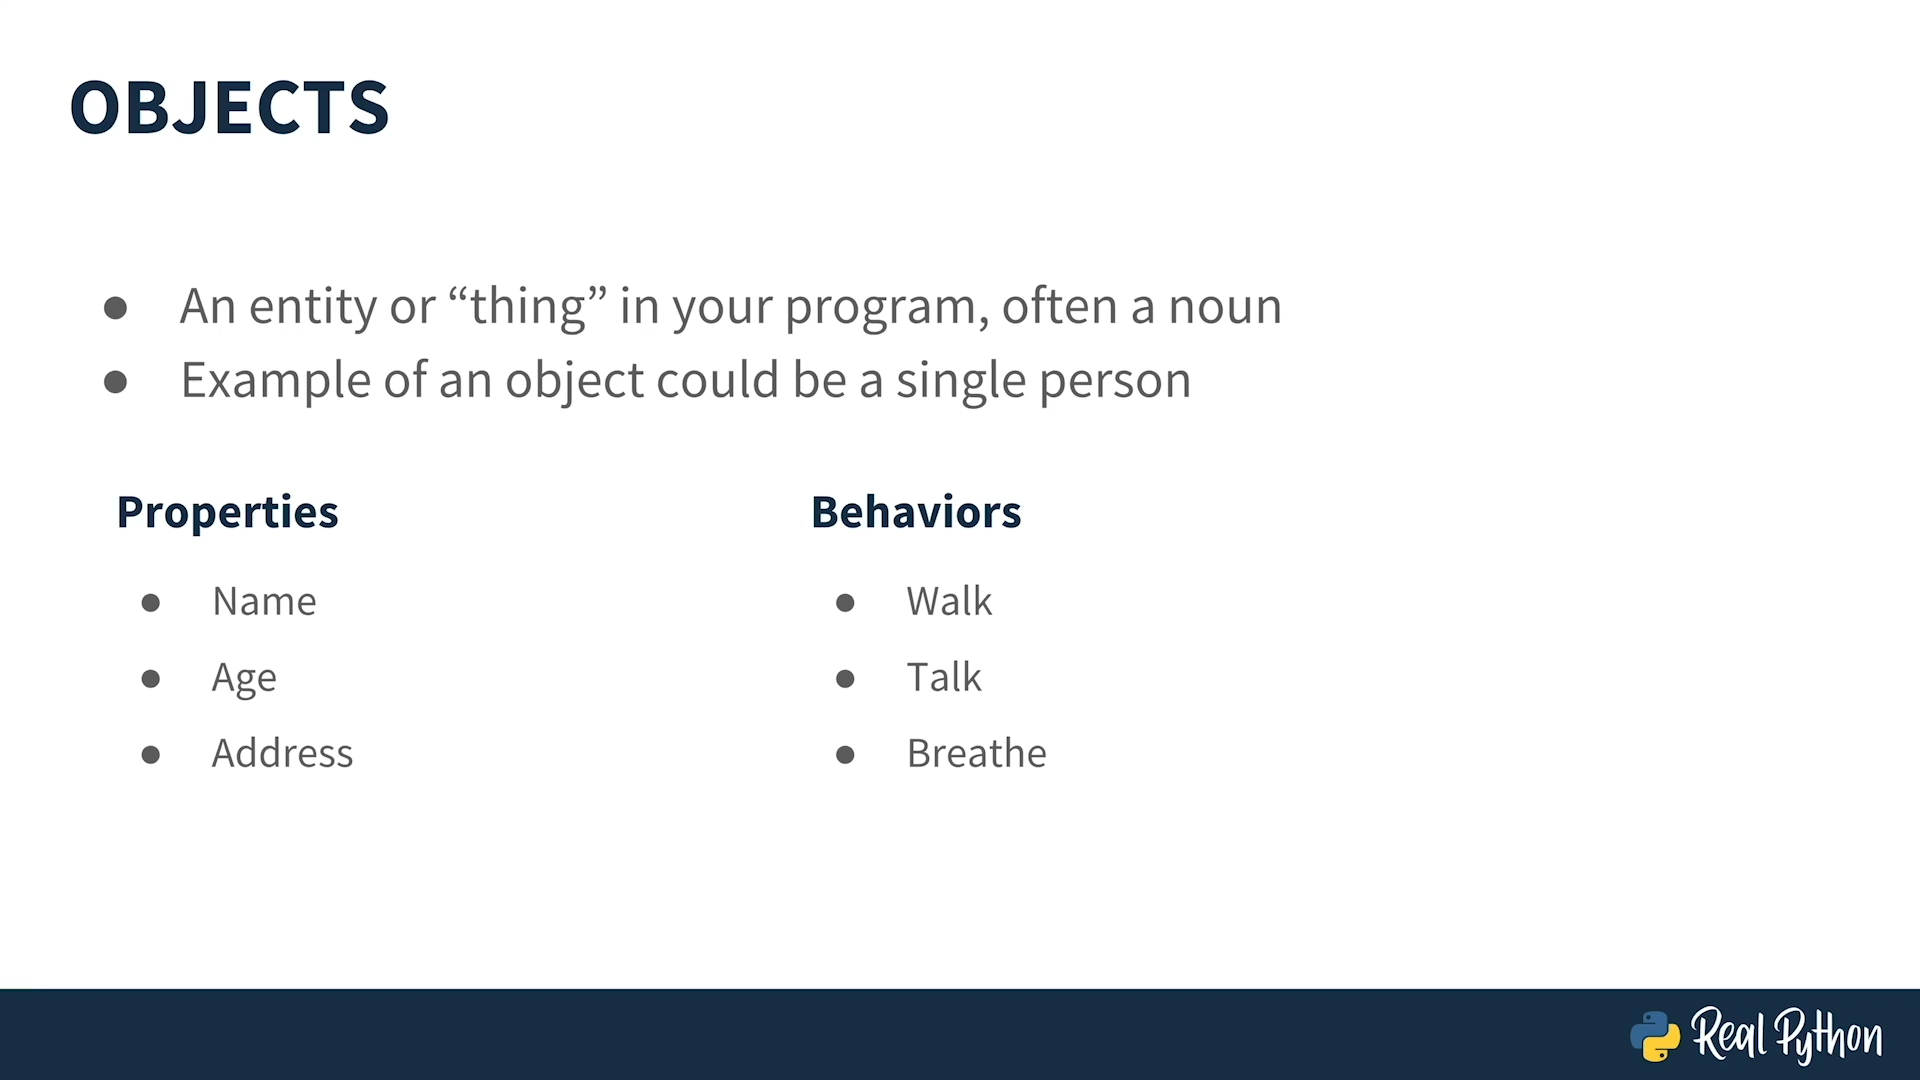 OBJECTS
● An entity or “thing” in your program, often a noun
● Example of an object could be a single person
Properties
● Name
● Age
● Address
Behaviors
● Walk
● Talk
● Breathe
Real Python